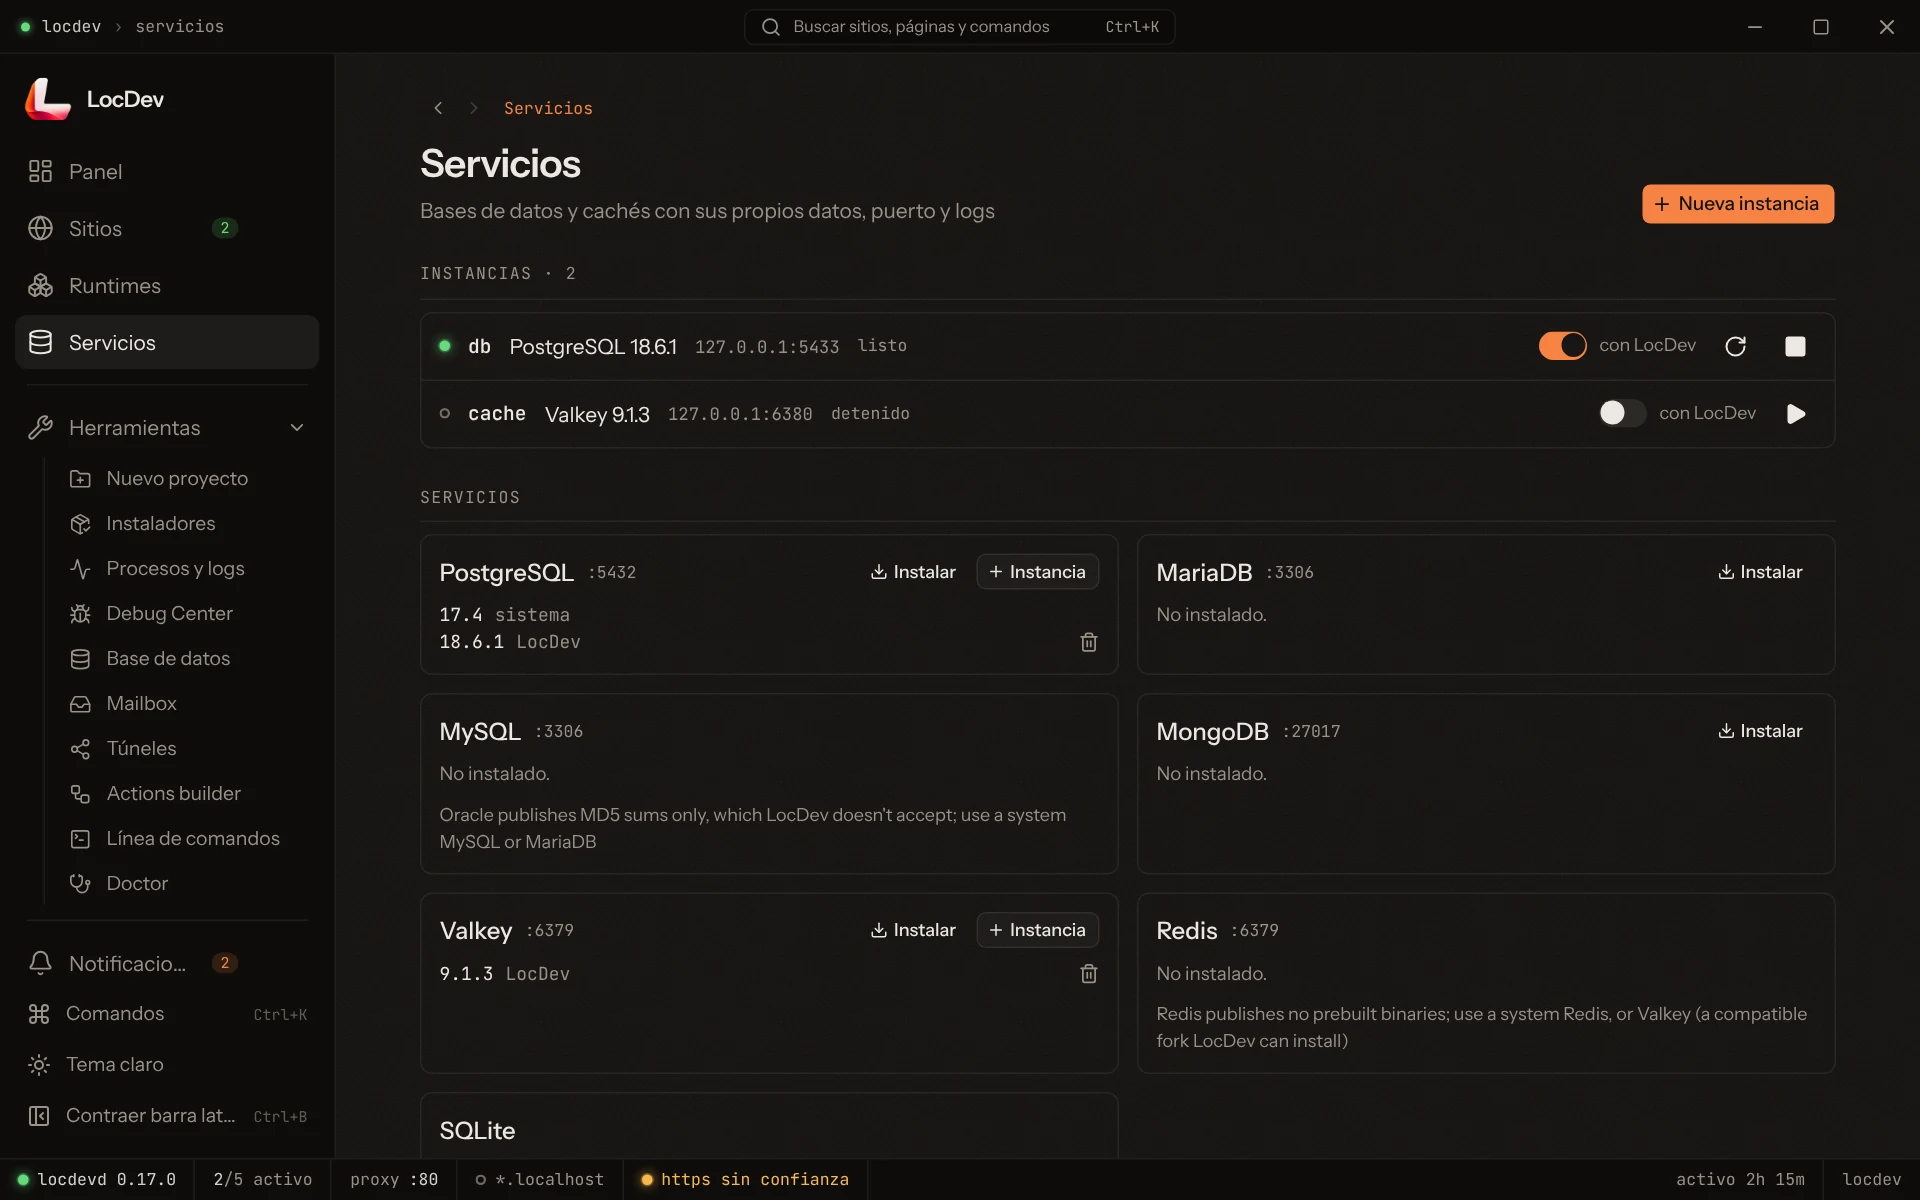 locdev › servicios
Buscar sitios, páginas y comandos Ctrl+K
LocDev
Panel
Sitios 2
Runtimes
Servicios
Herramientas
Nuevo proyecto
Instaladores
Procesos y logs
Debug Center
Base de datos
Mailbox
Túneles
Actions builder
Línea de comandos
Doctor
Notificacio... 2
Comandos Ctrl+K
Tema claro
Contraer barra lat... Ctrl+B
Servicios
Servicios
Bases de datos y cachés con sus propios datos, puerto y logs
+ Nueva instancia
INSTANCIAS · 2
db PostgreSQL 18.6.1 127.0.0.1:5433 listo con LocDev
cache Valkey 9.1.3 127.0.0.1:6380 detenido con LocDev
SERVICIOS
PostgreSQL :5432 Instalar + Instancia
17.4 sistema
18.6.1 LocDev
MariaDB :3306 Instalar
No instalado.
MySQL :3306
No instalado.
Oracle publishes MD5 sums only, which LocDev doesn't accept; use a system
MySQL or MariaDB
MongoDB :27017 Instalar
No instalado.
Valkey :6379 Instalar + Instancia
9.1.3 LocDev
Redis :6379
No instalado.
Redis publishes no prebuilt binaries; use a system Redis, or Valkey (a compatible
fork LocDev can install)
SQLite
locdevd 0.17.0 2/5 activo proxy :80 *.localhost https sin confianza activo 2h 15m locdev